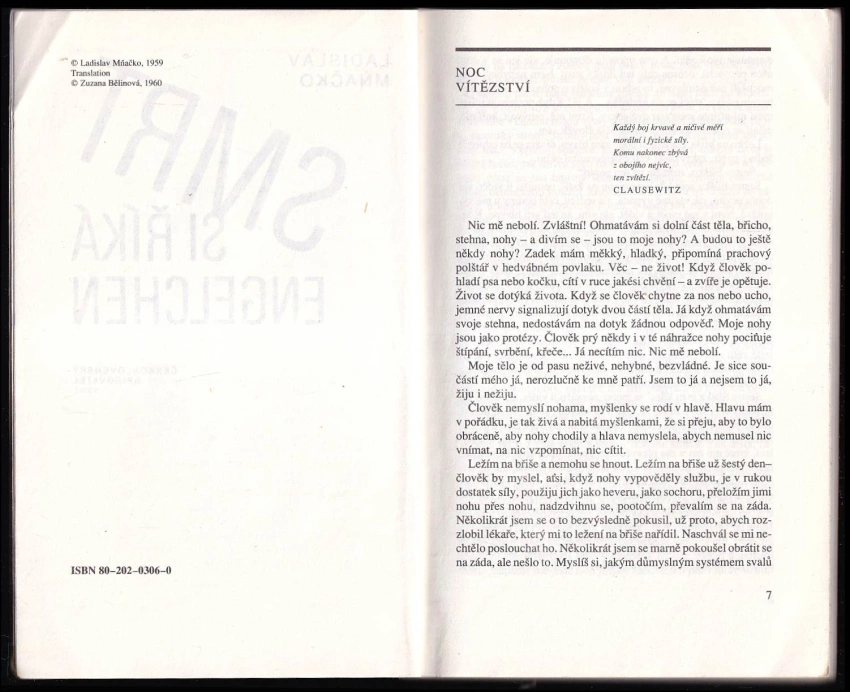 © Ladislav Mňačko, 1959
Translation
© Zuzana Bělinová, 1960
LADISLAV
MŇAČKO
SMRT
SI ŘÍKÁ
ENGELCHEN
ISBN 80–202–0306–0
NOC
VÍTĚZSTVÍ
Každý boj krvavě a ničivě měří
morální i fyzické síly.
Komu nakonec zbývá
z obojího nejvíc,
ten zvítězí.
CLAUSEWITZ
Nic mě nebolí. Zvláštní! Ohmatávám si dolní část těla, břicho,
stehna, nohy – a divím se – jsou to moje nohy? A budou to ještě
někdy nohy? Zadek mám měkký, hladký, připomíná prachový
polštář v hedvábném povlaku. Věc – ne život! Když člověk po-
hladí psa nebo kočku, cítí v ruce jakési chvění – a zvíře je opětuje.
Život se dotýká života. Když se člověk chytne za nos nebo ucho,
jemné nervy signalizují dotyk dvou částí těla. Já když ohmatávám
svoje stehna, nedostávám na dotyk žádnou odpověď. Moje nohy
jsou jako protézy. Člověk prý někdy i v té náhražce nohy pociťuje
štípání, svrbění, křeče... Já necítím nic. Nic mě nebolí.
Moje tělo je od pasu neživé, nehybné, bezvládné. Je sice sou-
částí mého já, nerozlučně ke mně patří. Jsem to já a nejsem to já,
žiju i nežiju.
Člověk nemyslí nohama, myšlenky se rodí v hlavě. Hlavu mám
v pořádku, je tak živá a nabitá myšlenkami, že si přeju, aby to bylo
obráceně, aby nohy chodily a hlava nemyslela, abych nemusel nic
vnímat, na nic vzpomínat, nic cítit.
Ležím na břiše a nemohu se hnout. Ležím na břiše už šestý den–
člověk by myslel, aťsi, když nohy vypověděly službu, je v rukou
dostatek síly, použiju jich jako heveru, jako sochoru, přeložím jimi
nohu přes nohu, nadzdvihnu se, pootočím, převalím se na záda.
Několikrát jsem se o to bezvýsledně pokusil, už proto, abych roz-
zlobil lékaře, který mi to ležení na břiše nařídil. Naschvál se mi ne-
chtělo poslouchat ho. Několikrát jsem se marně pokoušel obrátit se
na záda, ale nešlo to. Myslíš si, jakým důmyslným systémem svalů
7